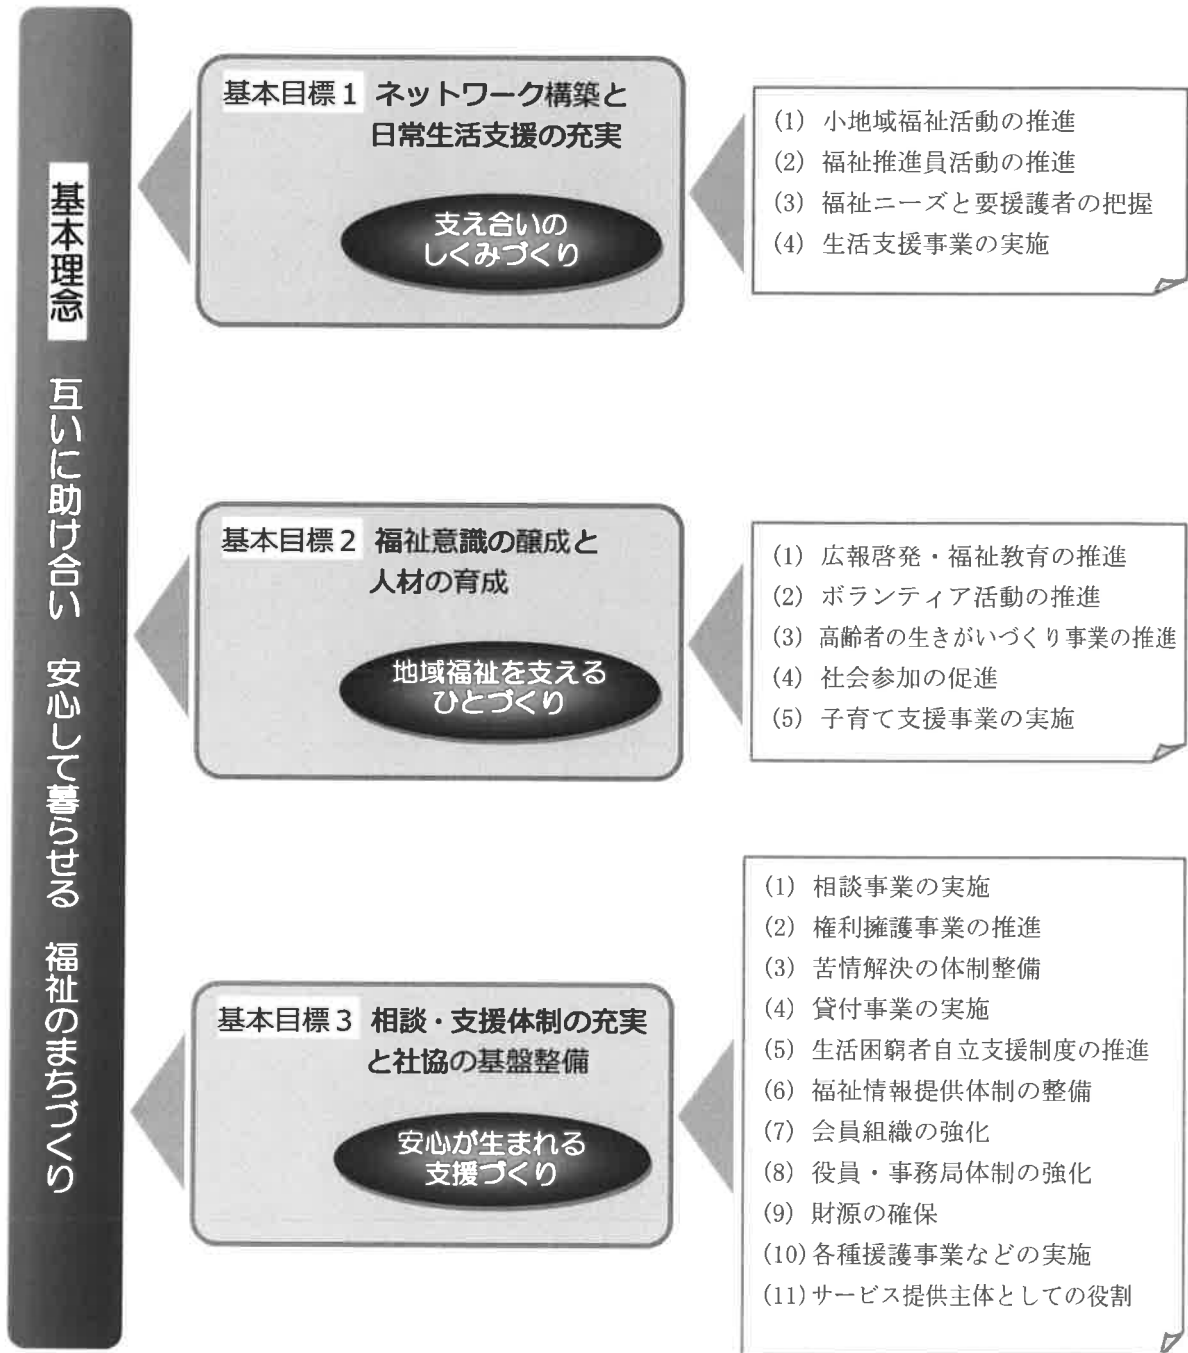 基本理念 互いに助け合い 安心して暮らせる 福祉のまちづくり
基本目標1 ネットワーク構築と
日常生活支援の充実
支え合いの
しくみづくり
(1) 小地域福祉活動の推進
(2) 福祉推進員活動の推進
(3) 福祉ニーズと要援護者の把握
(4) 生活支援事業の実施
基本目標2 福祉意識の醸成と
人材の育成
地域福祉を支える
ひとづくり
(1) 広報啓発・福祉教育の推進
(2) ボランティア活動の推進
(3) 高齢者の生きがいづくり事業の推進
(4) 社会参加の促進
(5) 子育て支援事業の実施
基本目標3 相談・支援体制の充実
と社協の基盤整備
安心が生まれる
支援づくり
(1) 相談事業の実施
(2) 権利擁護事業の推進
(3) 苦情解決の体制整備
(4) 貸付事業の実施
(5) 生活困窮者自立支援制度の推進
(6) 福祉情報提供体制の整備
(7) 会員組織の強化
(8) 役員・事務局体制の強化
(9) 財源の確保
(10)各種援護事業などの実施
(11)サービス提供主体としての役割